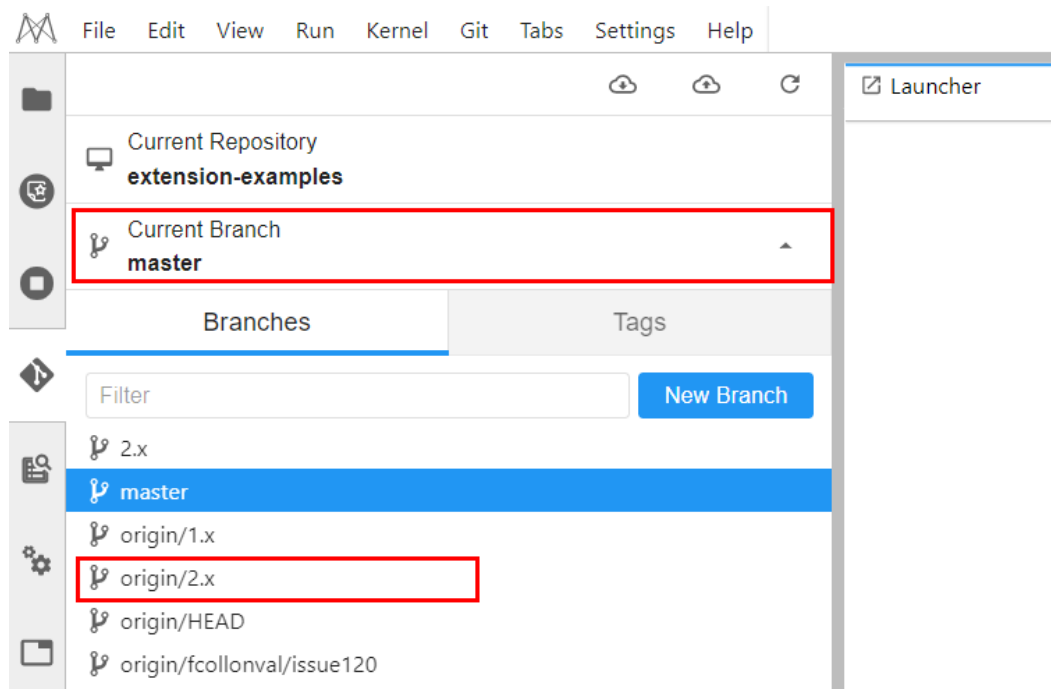 File Edit View Run Kernel Git Tabs Settings Help
Launcher
Current Repository
extension-examples
Current Branch
master
Branches Tags
Filter New Branch
2.x
master
origin/1.x
origin/2.x
origin/HEAD
origin/fcollonval/issue120